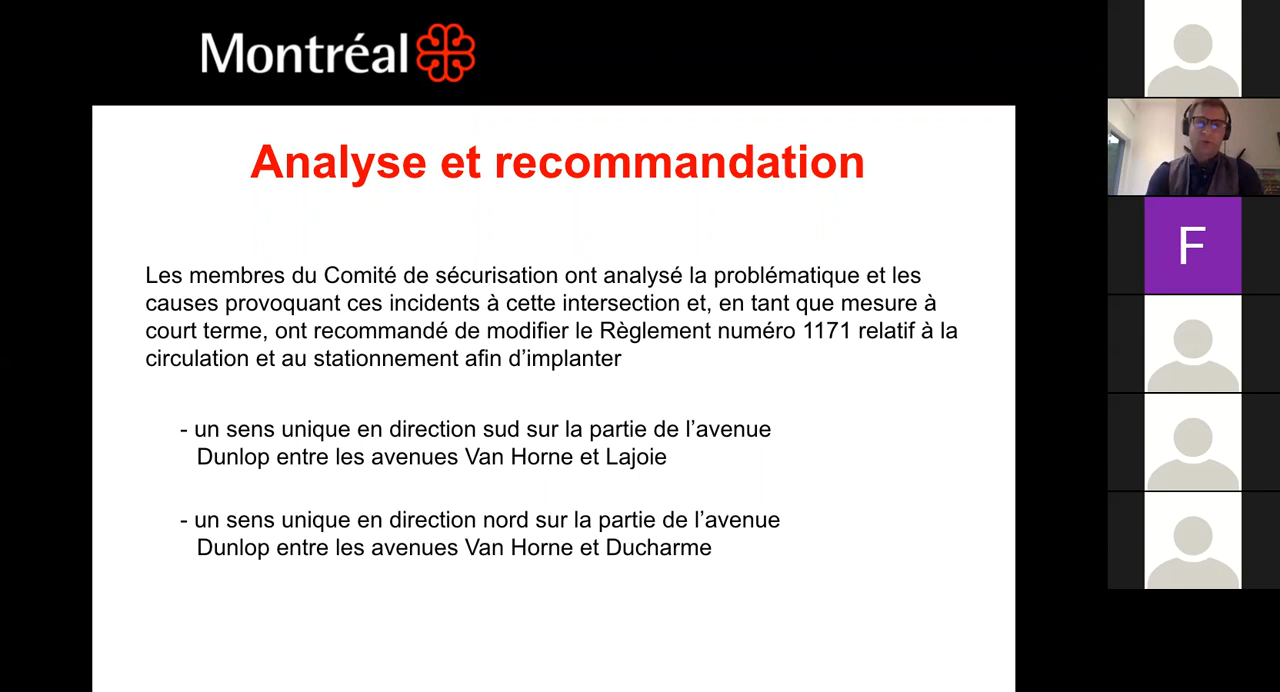 Montréal
Analyse et recommandation
Les membres du Comité de sécurisation ont analysé la problématique et les
causes provoquant ces incidents à cette intersection et, en tant que mesure à
court terme, ont recommandé de modifier le Règlement numéro 1171 relatif à la
circulation et au stationnement afin d’implanter
- un sens unique en direction sud sur la partie de l’avenue
Dunlop entre les avenues Van Horne et Lajoie
- un sens unique en direction nord sur la partie de l’avenue
Dunlop entre les avenues Van Horne et Ducharme
F